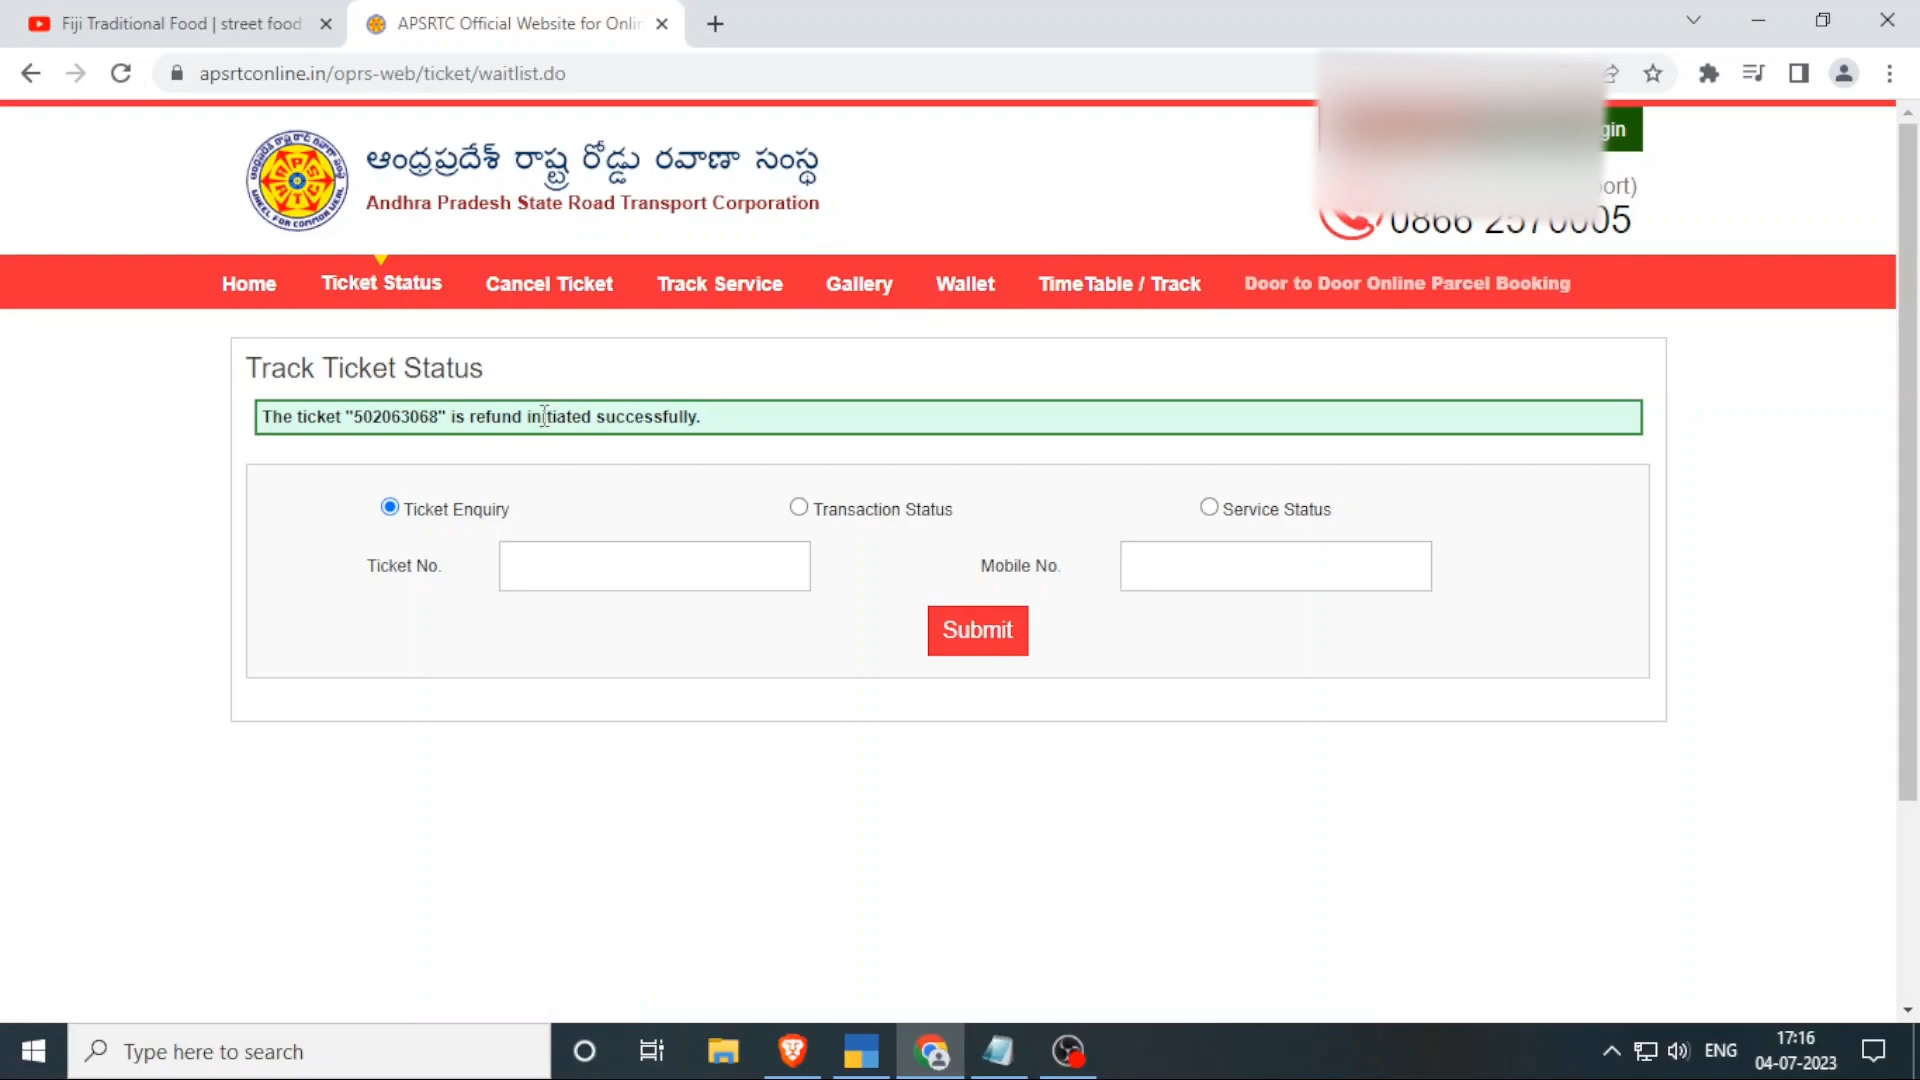 Fiji Traditional Food | street food
APSRTC Official Website for Onlin
apsrtconline.in/oprs-web/ticket/waitlist.do
ఆంధ్రప్రదేశ్ రాష్ట్ర రోడ్డు రవాణా సంస్థ
Andhra Pradesh State Road Transport Corporation
0866 2570005
Home Ticket Status Cancel Ticket Track Service Gallery Wallet TimeTable / Track Door to Door Online Parcel Booking
Track Ticket Status
The ticket "502063068" is refund initiated successfully.
Ticket Enquiry Transaction Status Service Status
Ticket No. Mobile No.
Submit
Type here to search
ENG
17:16
04-07-2023